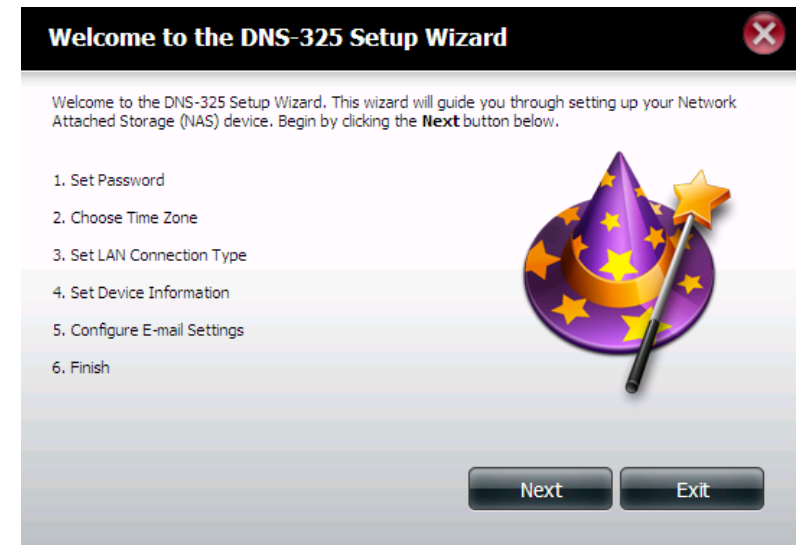 Welcome to the DNS-325 Setup Wizard
Welcome to the DNS-325 Setup Wizard. This wizard will guide you through setting up your Network
Attached Storage (NAS) device. Begin by clicking the Next button below.
1. Set Password
2. Choose Time Zone
3. Set LAN Connection Type
4. Set Device Information
5. Configure E-mail Settings
6. Finish
Next
Exit